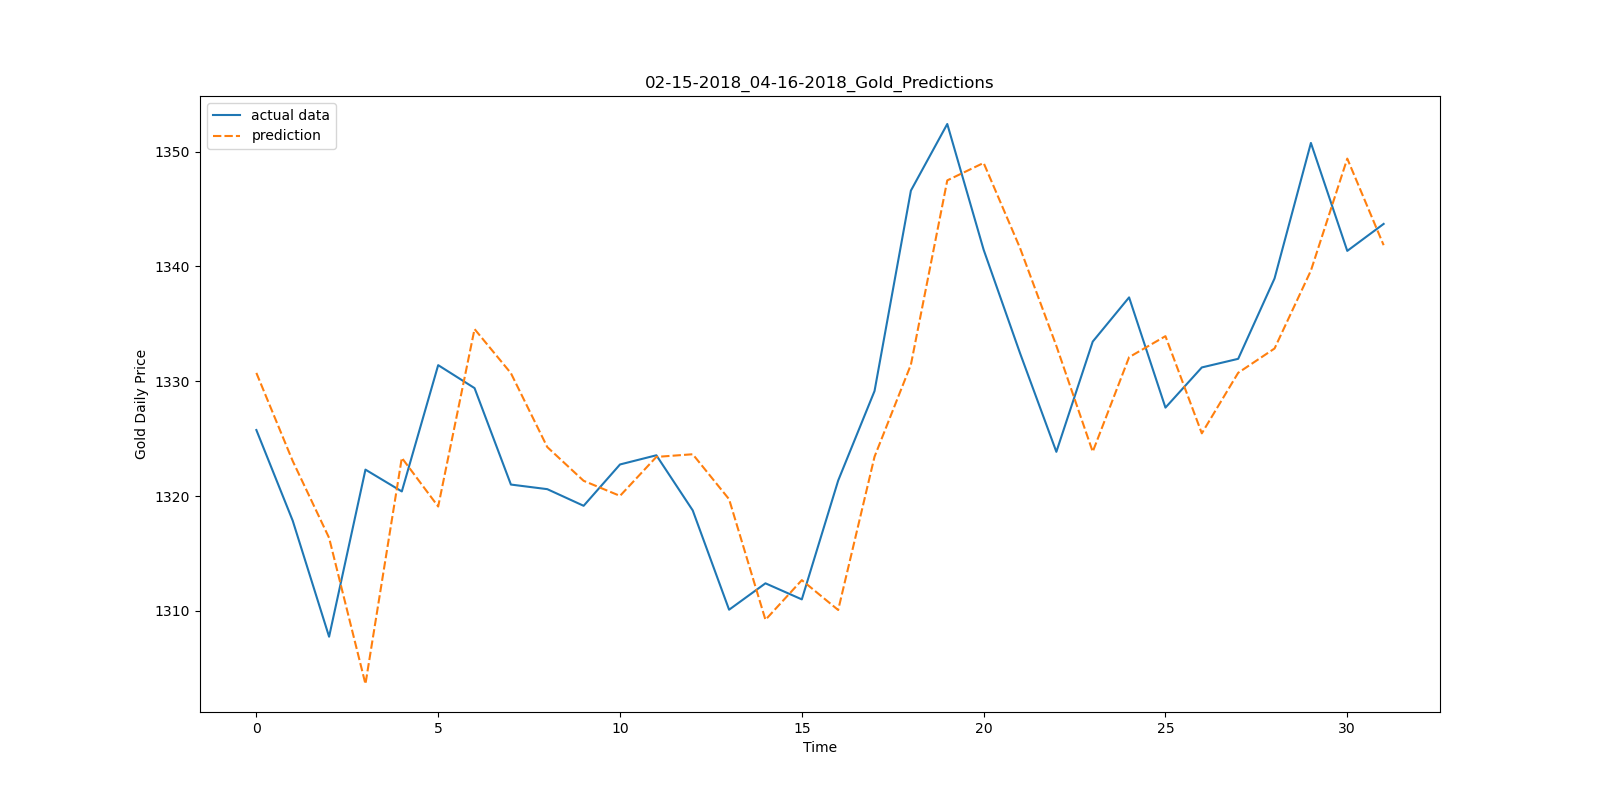 02-15-2018_04-16-2018_Gold_Predictions
actual data
prediction
1350
1340
1330
1320
1310
Gold Daily Price
0 5 10 15 20 25 30
Time